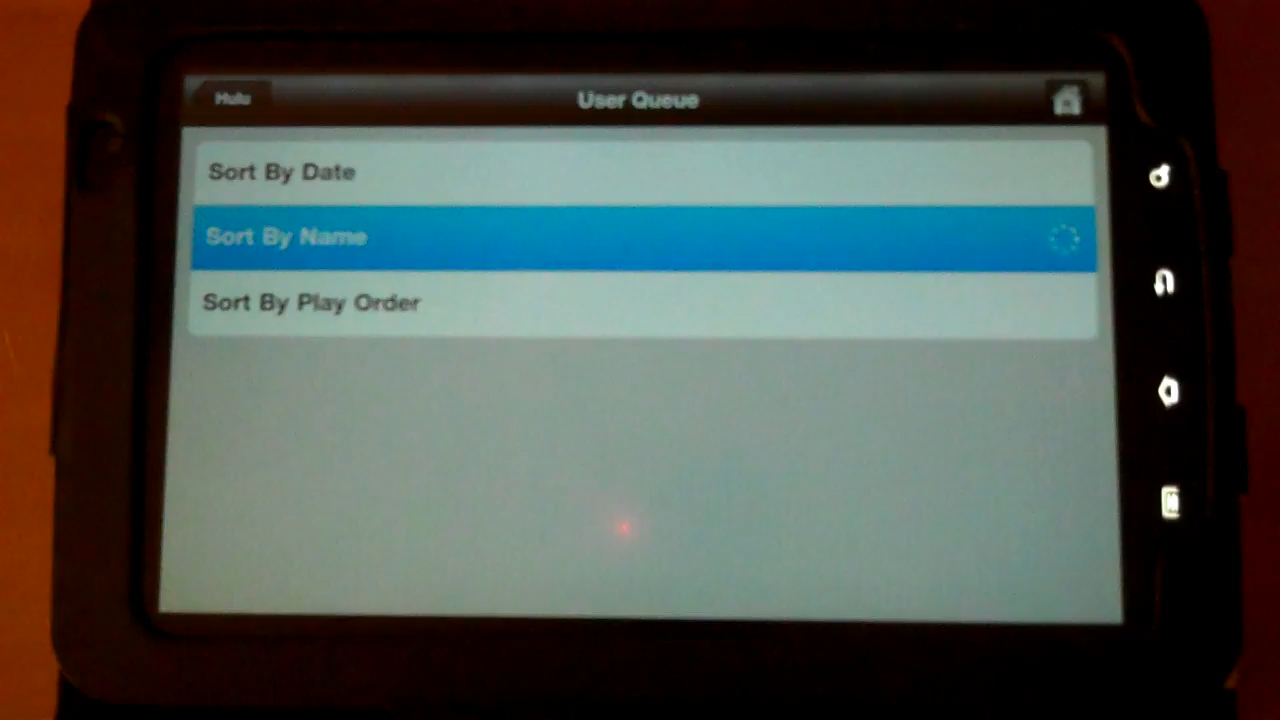 Hulu
User Queue
Sort By Date
Sort By Name
Sort By Play Order